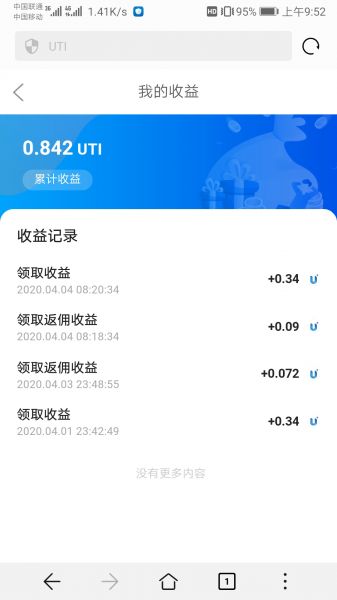 中国联通
中国移动
1.41K/s
HD
95%
上午9:52
UTI
我的收益
0.842 UTI
累计收益
收益记录
领取收益
+0.34
2020.04.04 08:20:34
领取返佣收益
+0.09
2020.04.04 08:18:34
领取返佣收益
+0.072
2020.04.03 23:48:55
领取收益
+0.34
2020.04.01 23:42:49
没有更多内容
1